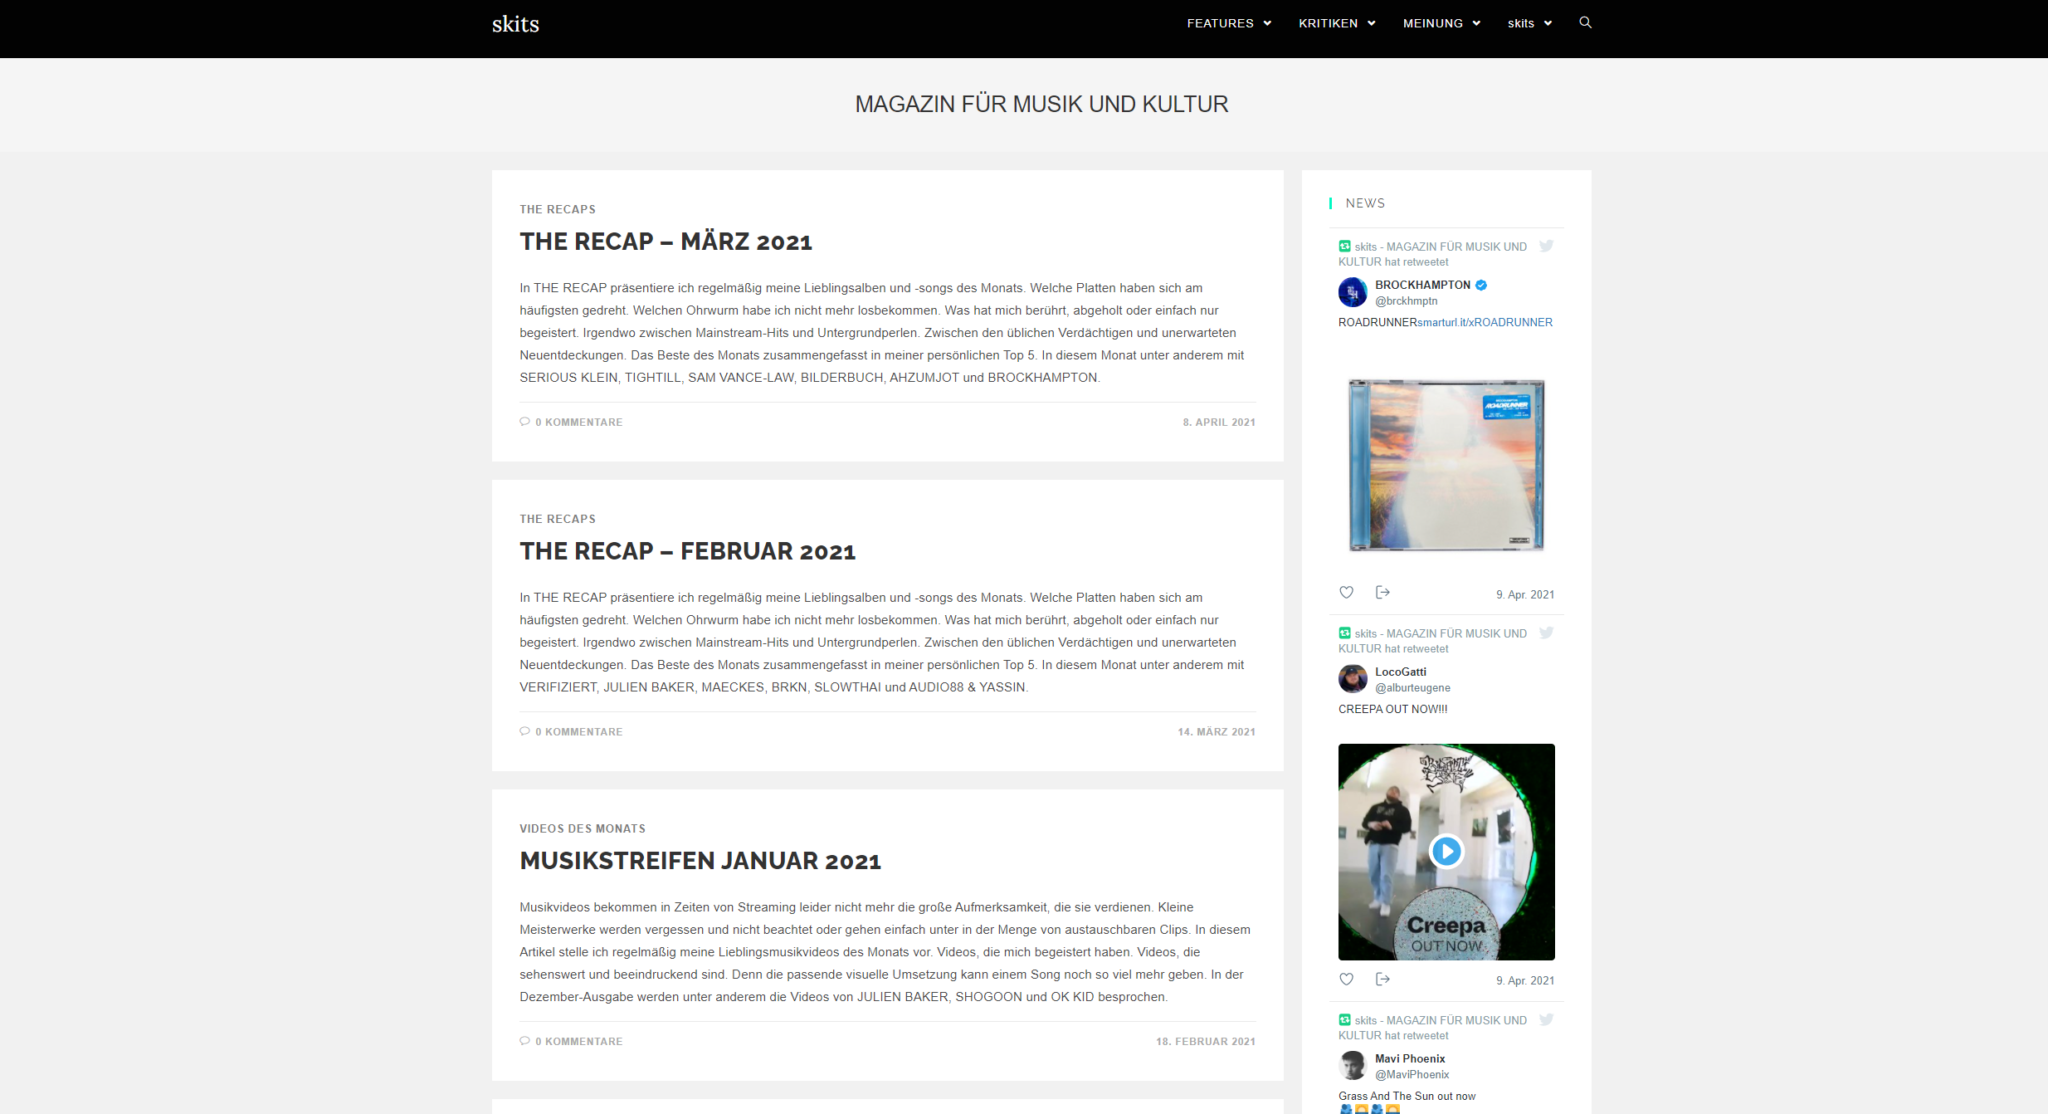 skits
FEATURES
KRITIKEN
MEINUNG
skits
MAGAZIN FÜR MUSIK UND KULTUR
THE RECAPS
THE RECAP – MÄRZ 2021
In THE RECAP präsentiere ich regelmäßig meine Lieblingsalben und -songs des Monats. Welche Platten haben sich am
häufigsten gedreht. Welchen Ohrwurm habe ich nicht mehr losbekommen. Was hat mich berührt, abgeholt oder einfach nur
begeistert. Irgendwo zwischen Mainstream-Hits und Untergrundperlen. Zwischen den üblichen Verdächtigen und unerwarteten
Neuentdeckungen. Das Beste des Monats zusammengefasst in meiner persönlichen Top 5. In diesem Monat unter anderem mit
SERIOUS KLEIN, TIGHTILL, SAM VANCE-LAW, BILDERBUCH, AHZUMJOT und BROCKHAMPTON.
0 KOMMENTARE
8. APRIL 2021
THE RECAPS
THE RECAP – FEBRUAR 2021
In THE RECAP präsentiere ich regelmäßig meine Lieblingsalben und -songs des Monats. Welche Platten haben sich am
häufigsten gedreht. Welchen Ohrwurm habe ich nicht mehr losbekommen. Was hat mich berührt, abgeholt oder einfach nur
begeistert. Irgendwo zwischen Mainstream-Hits und Untergrundperlen. Zwischen den üblichen Verdächtigen und unerwarteten
Neuentdeckungen. Das Beste des Monats zusammengefasst in meiner persönlichen Top 5. In diesem Monat unter anderem mit
VERIFIZIERT, JULIEN BAKER, MAECKES, BRKN, SLOWTHAI und AUDIO88 & YASSIN.
0 KOMMENTARE
14. MÄRZ 2021
VIDEOS DES MONATS
MUSIKSTREIFEN JANUAR 2021
Musikvideos bekommen in Zeiten von Streaming leider nicht mehr die große Aufmerksamkeit, die sie verdienen. Kleine
Meisterwerke werden vergessen und nicht beachtet oder gehen einfach unter in der Menge von austauschbaren Clips. In diesem
Artikel stelle ich regelmäßig meine Lieblingsmusikvideos des Monats vor. Videos, die mich begeistert haben. Videos, die
sehenswert und beeindruckend sind. Denn die passende visuelle Umsetzung kann einem Song noch so viel mehr geben. In der
Dezember-Ausgabe werden unter anderem die Videos von JULIEN BAKER, SHOGOON und OK KID besprochen.
0 KOMMENTARE
18. FEBRUAR 2021
NEWS
skits - MAGAZIN FÜR MUSIK UND
KULTUR hat retweetet
BROCKHAMPTON
@brckhmptn
ROADRUNNERsmarturl.it/xROADRUNNER
ROADRUNNER
9. Apr. 2021
skits - MAGAZIN FÜR MUSIK UND
KULTUR hat retweetet
LocoGatti
@alburteugene
CREEPA OUT NOW!!!
Creepa
OUT NOW
9. Apr. 2021
skits - MAGAZIN FÜR MUSIK UND
KULTUR hat retweetet
Mavi Phoenix
@MaviPhoenix
Grass And The Sun out now